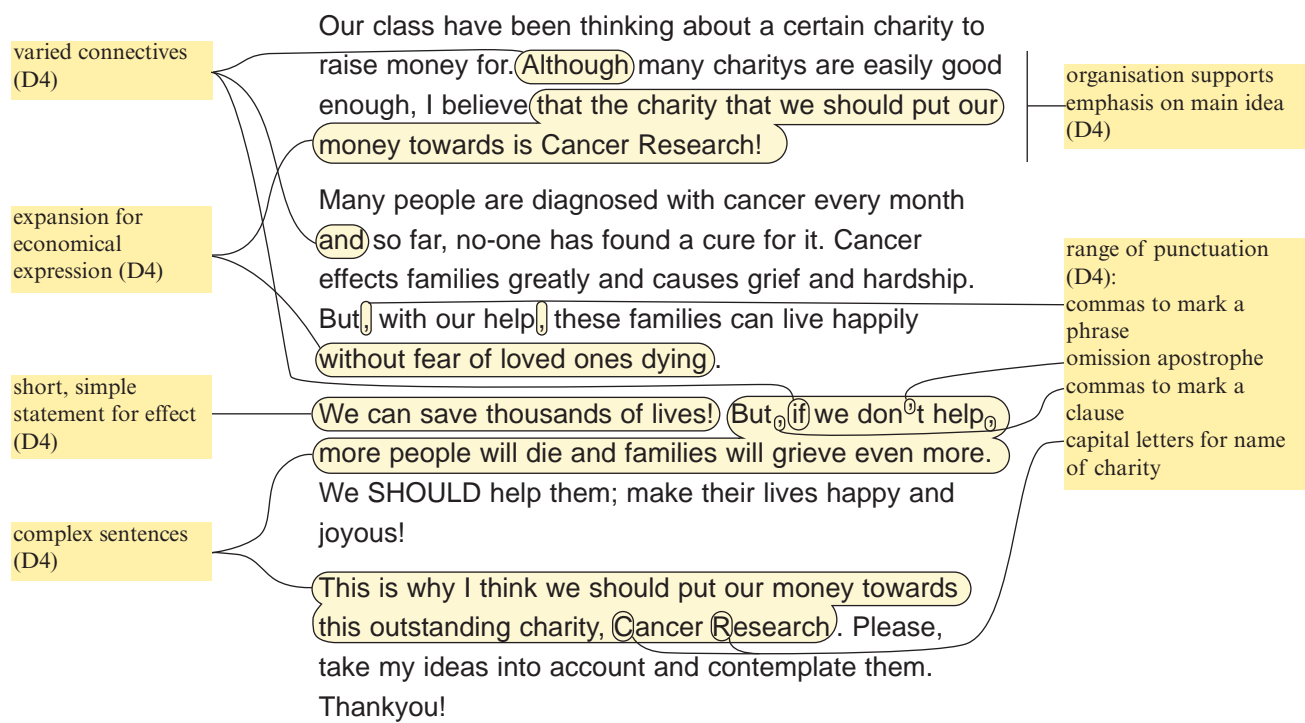 varied connectives
(D4)
expansion for
economical
expression (D4)
short, simple
statement for effect
(D4)
complex sentences
(D4)
Our class have been thinking about a certain charity to
raise money for. Although many charitys are easily good
enough, I believe that the charity that we should put our
money towards is Cancer Research!
Many people are diagnosed with cancer every month
and so far, no-one has found a cure for it. Cancer
effects families greatly and causes grief and hardship.
But, with our help, these families can live happily
without fear of loved ones dying.
We can save thousands of lives! But, if we don't help,
more people will die and families will grieve even more.
We SHOULD help them; make their lives happy and
joyous!
This is why I think we should put our money towards
this outstanding charity, Cancer Research. Please,
take my ideas into account and contemplate them.
Thankyou!
organisation supports
emphasis on main idea
(D4)
range of punctuation
(D4):
commas to mark a
phrase
omission apostrophe
commas to mark a
clause
capital letters for name
of charity